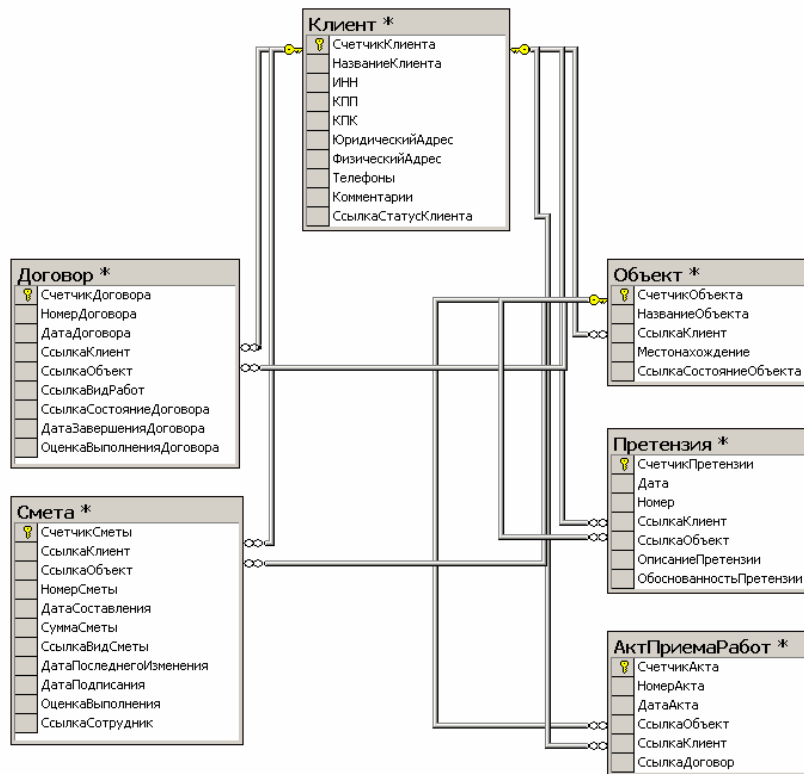 Клиент *
СчетчикКлиента
НазваниеКлиента
ИНН
КПП
КПК
ЮридическийАдрес
ФизическийАдрес
Телефоны
Комментарии
СсылкаСтатусКлиента
Договор *
СчетчикДоговора
НомерДоговора
ДатаДоговора
СсылкаКлиент
СсылкаОбъект
СсылкаВидРабот
СсылкаСостояниеДоговора
ДатаЗавершенияДоговора
ОценкаВыполненияДоговора
Смета *
СчетчикСметы
СсылкаКлиент
СсылкаОбъект
НомерСметы
ДатаСоставления
СуммаСметы
СсылкаВидСметы
ДатаПоследнегоИзменения
ДатаПодписания
ОценкаВыполнения
СсылкаСотрудник
Объект *
СчетчикОбъекта
НазваниеОбъекта
СсылкаКлиент
Местонахождение
СсылкаСостояниеОбъекта
Претензия *
СчетчикПретензии
Дата
Номер
СсылкаКлиент
СсылкаОбъект
ОписаниеПретензии
ОбоснованностьПретензии
АктПриемаРабот *
СчетчикАкта
НомерАкта
ДатаАкта
СсылкаОбъект
СсылкаКлиент
СсылкаДоговор